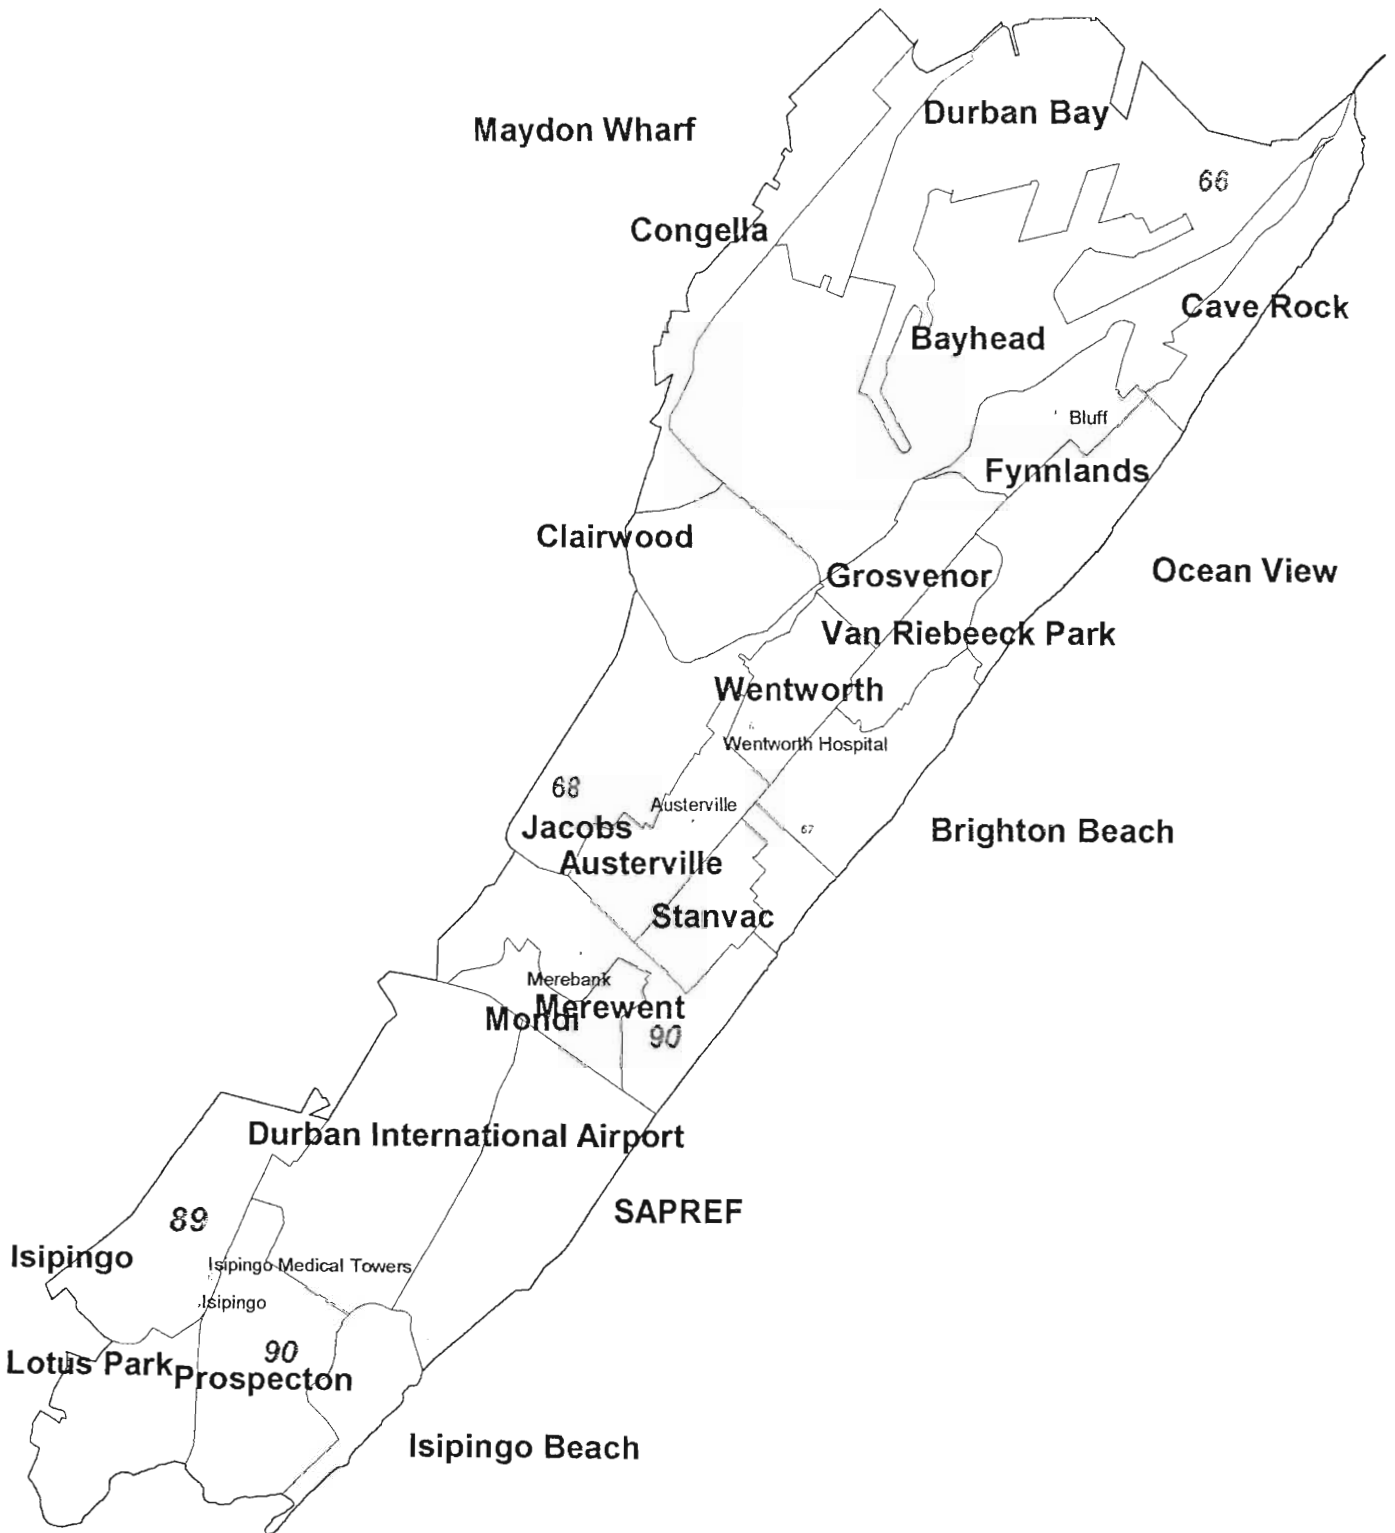 Durban Bay
Maydon Wharf
66
Congella
Cave Rock
Bayhead
Bluff
Fynnlands
Clairwood
Ocean View
Grosvenor
Van Riebeeck Park
Wentworth
Wentworth Hospital
68
Austerville
Jacobs
67
Brighton Beach
Austerville
Stanvac
Merebank
Merewent
Mondi
90
Durban International Airport
SAPREF
89
Isipingo
Isipingo Medical Towers
Isipingo
90
Lotus Park
Prospecton
Isipingo Beach